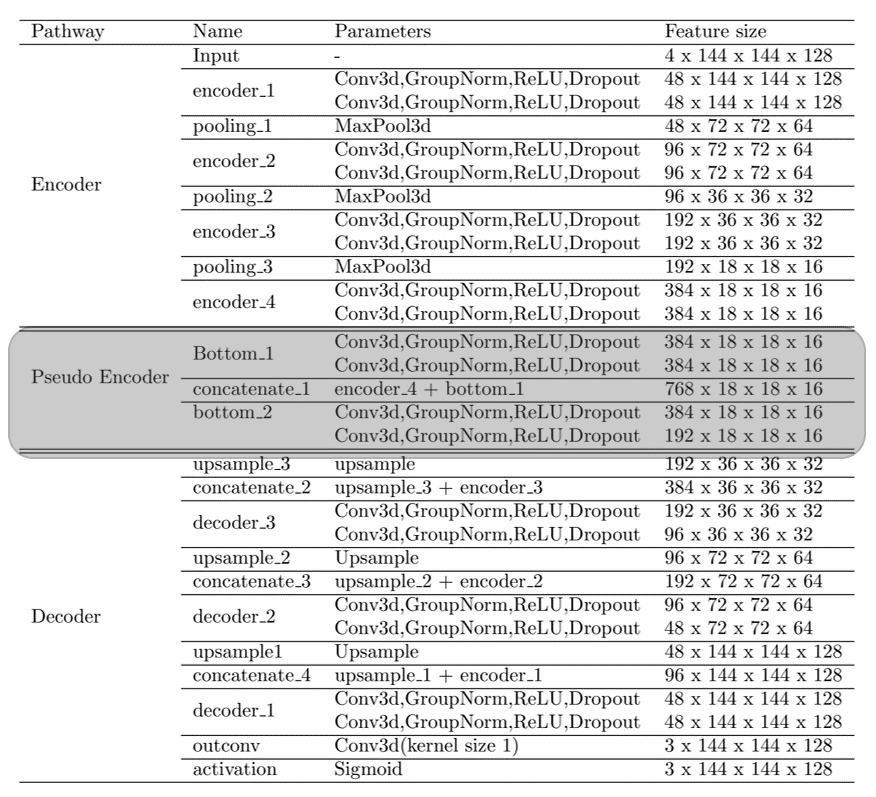 Pathway Name Parameters Feature size
Input - 4 x 144 x 144 x 128
encoder_1 Conv3d,GroupNorm,ReLU,Dropout 48 x 144 x 144 x 128
Conv3d,GroupNorm,ReLU,Dropout 48 x 144 x 144 x 128
pooling_1 MaxPool3d 48 x 72 x 72 x 64
encoder_2 Conv3d,GroupNorm,ReLU,Dropout 96 x 72 x 72 x 64
Conv3d,GroupNorm,ReLU,Dropout 96 x 72 x 72 x 64
Encoder
pooling_2 MaxPool3d 96 x 36 x 36 x 32
encoder_3 Conv3d,GroupNorm,ReLU,Dropout 192 x 36 x 36 x 32
Conv3d,GroupNorm,ReLU,Dropout 192 x 36 x 36 x 32
pooling_3 MaxPool3d 192 x 18 x 18 x 16
encoder_4 Conv3d,GroupNorm,ReLU,Dropout 384 x 18 x 18 x 16
Conv3d,GroupNorm,ReLU,Dropout 384 x 18 x 18 x 16
Bottom_1 Conv3d,GroupNorm,ReLU,Dropout 384 x 18 x 18 x 16
Conv3d,GroupNorm,ReLU,Dropout 384 x 18 x 18 x 16
Pseudo Encoder
concatenate_1 encoder_4 + bottom_1 768 x 18 x 18 x 16
bottom_2 Conv3d,GroupNorm,ReLU,Dropout 384 x 18 x 18 x 16
Conv3d,GroupNorm,ReLU,Dropout 192 x 18 x 18 x 16
upsample_3 upsample 192 x 36 x 36 x 32
concatenate_2 upsample_3 + encoder_3 384 x 36 x 36 x 32
decoder_3 Conv3d,GroupNorm,ReLU,Dropout 192 x 36 x 36 x 32
Conv3d,GroupNorm,ReLU,Dropout 96 x 36 x 36 x 32
upsample_2 Upsample 96 x 72 x 72 x 64
concatenate_3 upsample_2 + encoder_2 192 x 72 x 72 x 64
Decoder decoder_2 Conv3d,GroupNorm,ReLU,Dropout 96 x 72 x 72 x 64
Conv3d,GroupNorm,ReLU,Dropout 48 x 72 x 72 x 64
upsample1 Upsample 48 x 144 x 144 x 128
concatenate_4 upsample_1 + encoder_1 96 x 144 x 144 x 128
decoder_1 Conv3d,GroupNorm,ReLU,Dropout 48 x 144 x 144 x 128
Conv3d,GroupNorm,ReLU,Dropout 48 x 144 x 144 x 128
outconv Conv3d(kernel size 1) 3 x 144 x 144 x 128
activation Sigmoid 3 x 144 x 144 x 128